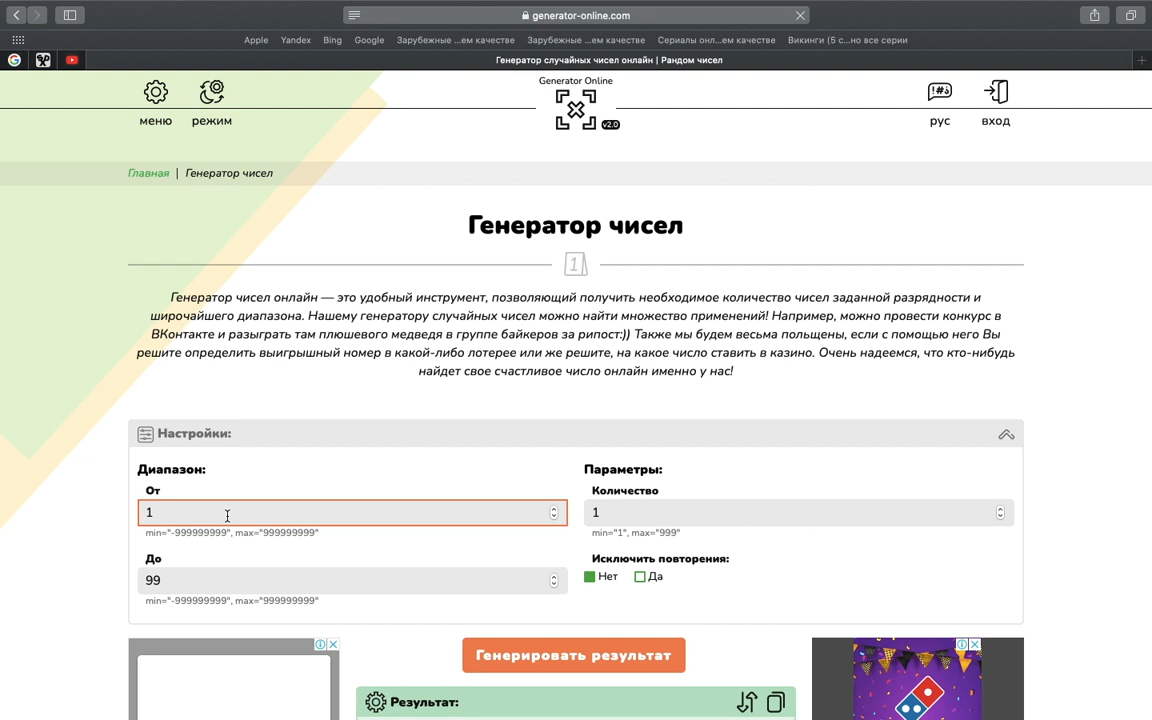 generator-online.com
Apple Yandex Bing Google Зарубежные ...ем качестве Зарубежные ...ем качестве Сериалы онл...ем качестве Викинги (5 с...но все серии
Генератор случайных чисел онлайн | Рандом чисел
Generator Online
v2.0
меню режим !#؟ рус вход
Главная | Генератор чисел
Генератор чисел
1
Генератор чисел онлайн — это удобный инструмент, позволяющий получить необходимое количество чисел заданной разрядности и
широчайшего диапазона. Нашему генератору случайных чисел можно найти множество применений! Например, можно провести конкурс в
ВКонтакте и разыграть там плюшевого медведя в группе байкеров за рипост:)) Также мы будем весьма польщены, если с помощью него Вы
решите определить выигрышный номер в какой-либо лотерее или же решите, на какое число ставить в казино. Очень надеемся, что кто-нибудь
найдет свое счастливое число онлайн именно у нас!
Настройки:
Диапазон:
От
1
min="-999999999", max="999999999"
До
99
min="-999999999", max="999999999"
Параметры:
Количество
1
min="1", max="999"
Исключить повторения:
Нет Да
Генерировать результат
Результат: